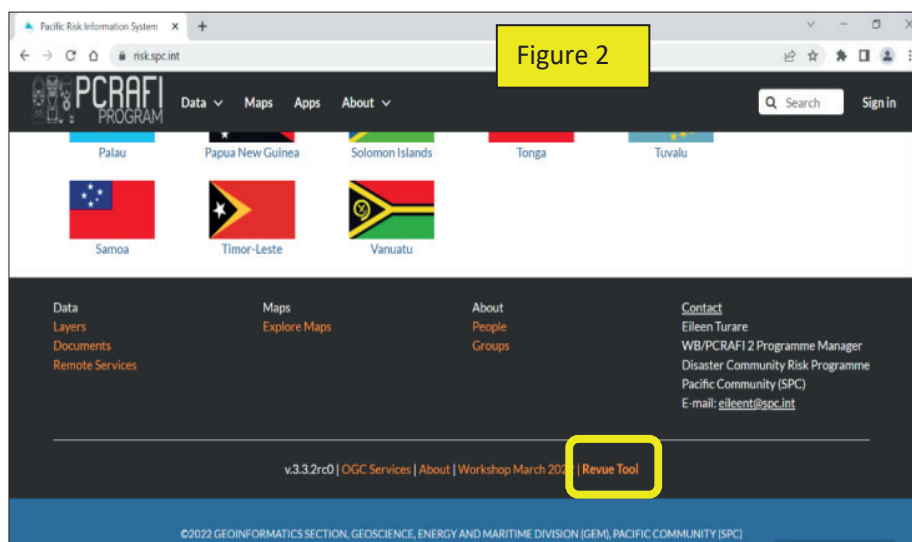 Pacific Risk Information System
Figure 2
risk.spc.int
PCRAFI
PROGRAM
Data Maps Apps About
Search
Sign in
Palau Papua New Guinea Solomon Islands Tonga Tuvalu
Samoa Timor-Leste Vanuatu
Data
Layers
Documents
Remote Services
Maps
Explore Maps
About
People
Groups
Contact
Eileen Turare
WB/PCRAFI 2 Programme Manager
Disaster Community Risk Programme
Pacific Community (SPC)
E-mail: eileent@spc.int
v.3.3.2rc0 | OGC Services | About | Workshop March | Revue Tool
©2022 GEOINFORMATICS SECTION, GEOSCIENCE, ENERGY AND MARITIME DIVISION (GEM), PACIFIC COMMUNITY (SPC)